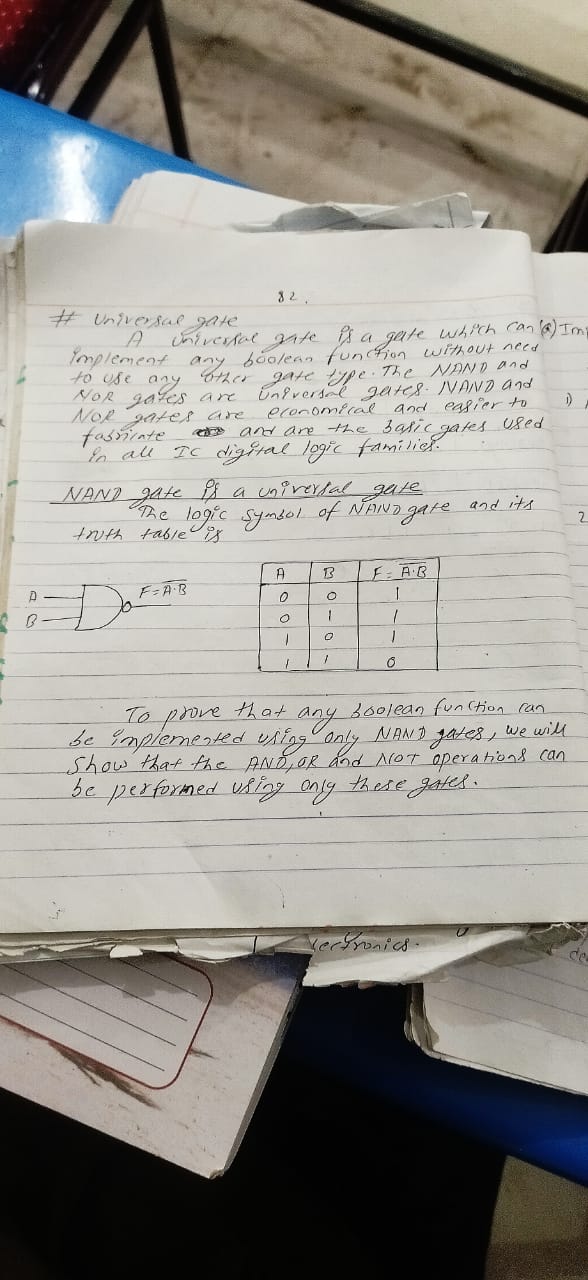 82.
# Universal gate
A universal gate is a gate which can
implement any boolean function without need
to use any other gate type. The NAND and
NOR gates are universal gates. NAND and
NOR gates are economical and easier to
fabricate and are the basic gates used
in all IC digital logic families.
NAND gate is a universal gate
The logic symbol of NAND gate and its
truth table is
A
B
F = \overline{A·B}
A B F = \overline{A·B}
0 0 1
0 1 1
1 0 1
1 1 0
To prove that any boolean function can
be implemented using only NAND gates, we will
show that the AND, OR and NOT operations can
be performed using only these gates.
(a) Im
1)
2
lectronics.
de